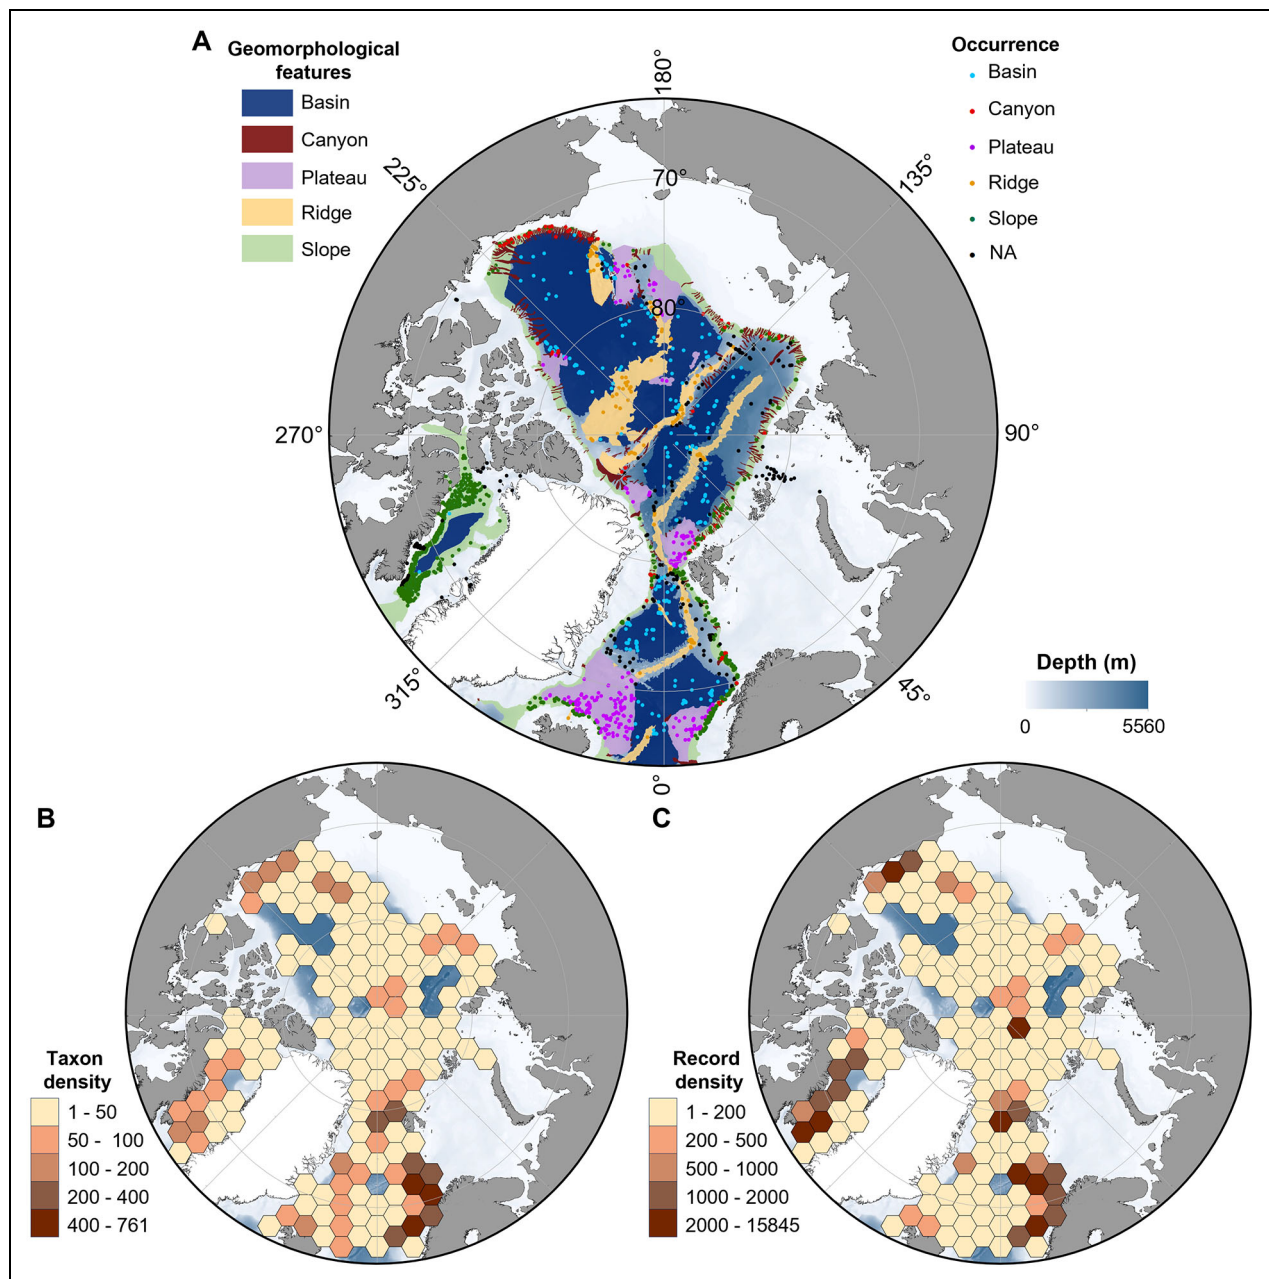 A
Geomorphological
features
Basin
Canyon
Plateau
Ridge
Slope
Occurrence
Basin
Canyon
Plateau
Ridge
Slope
NA
180°
225°
135°
70°
80°
270°
90°
315°
45°
0°
Depth (m)
0 5560
B
Taxon
density
1 - 50
50 - 100
100 - 200
200 - 400
400 - 761
C
Record
density
1 - 200
200 - 500
500 - 1000
1000 - 2000
2000 - 15845